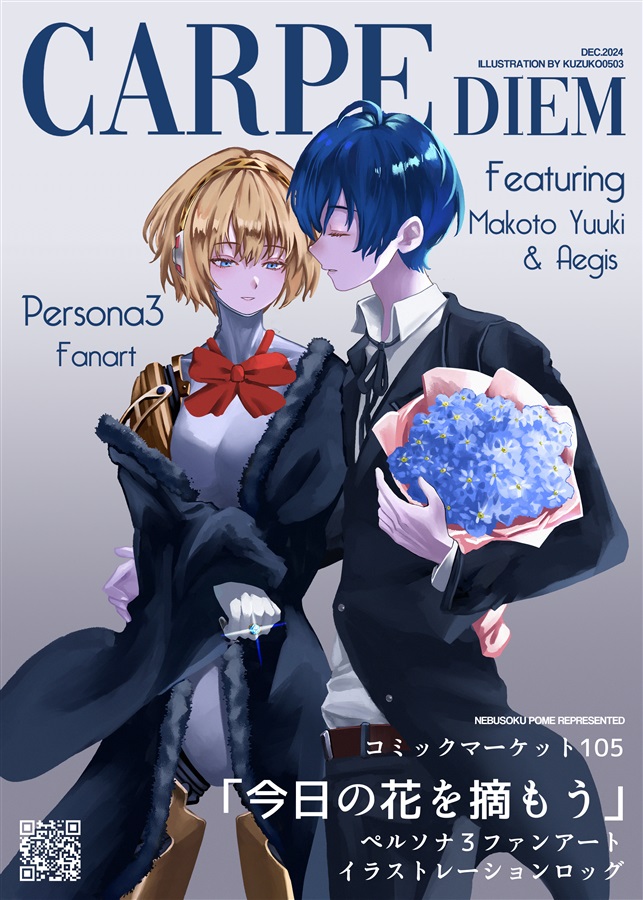 CARPE
DIEM
DEC.2024
ILLUSTRATION BY KUZUKO0503
Featuring
Makoto Yuuki
& Aegis
Persona3
Fanart
NEBUSOKU POME REPRESENTED
コミックマーケット105
「今日の花を摘もう」
ペルソナ3ファンアート
イラストレーションロッグ